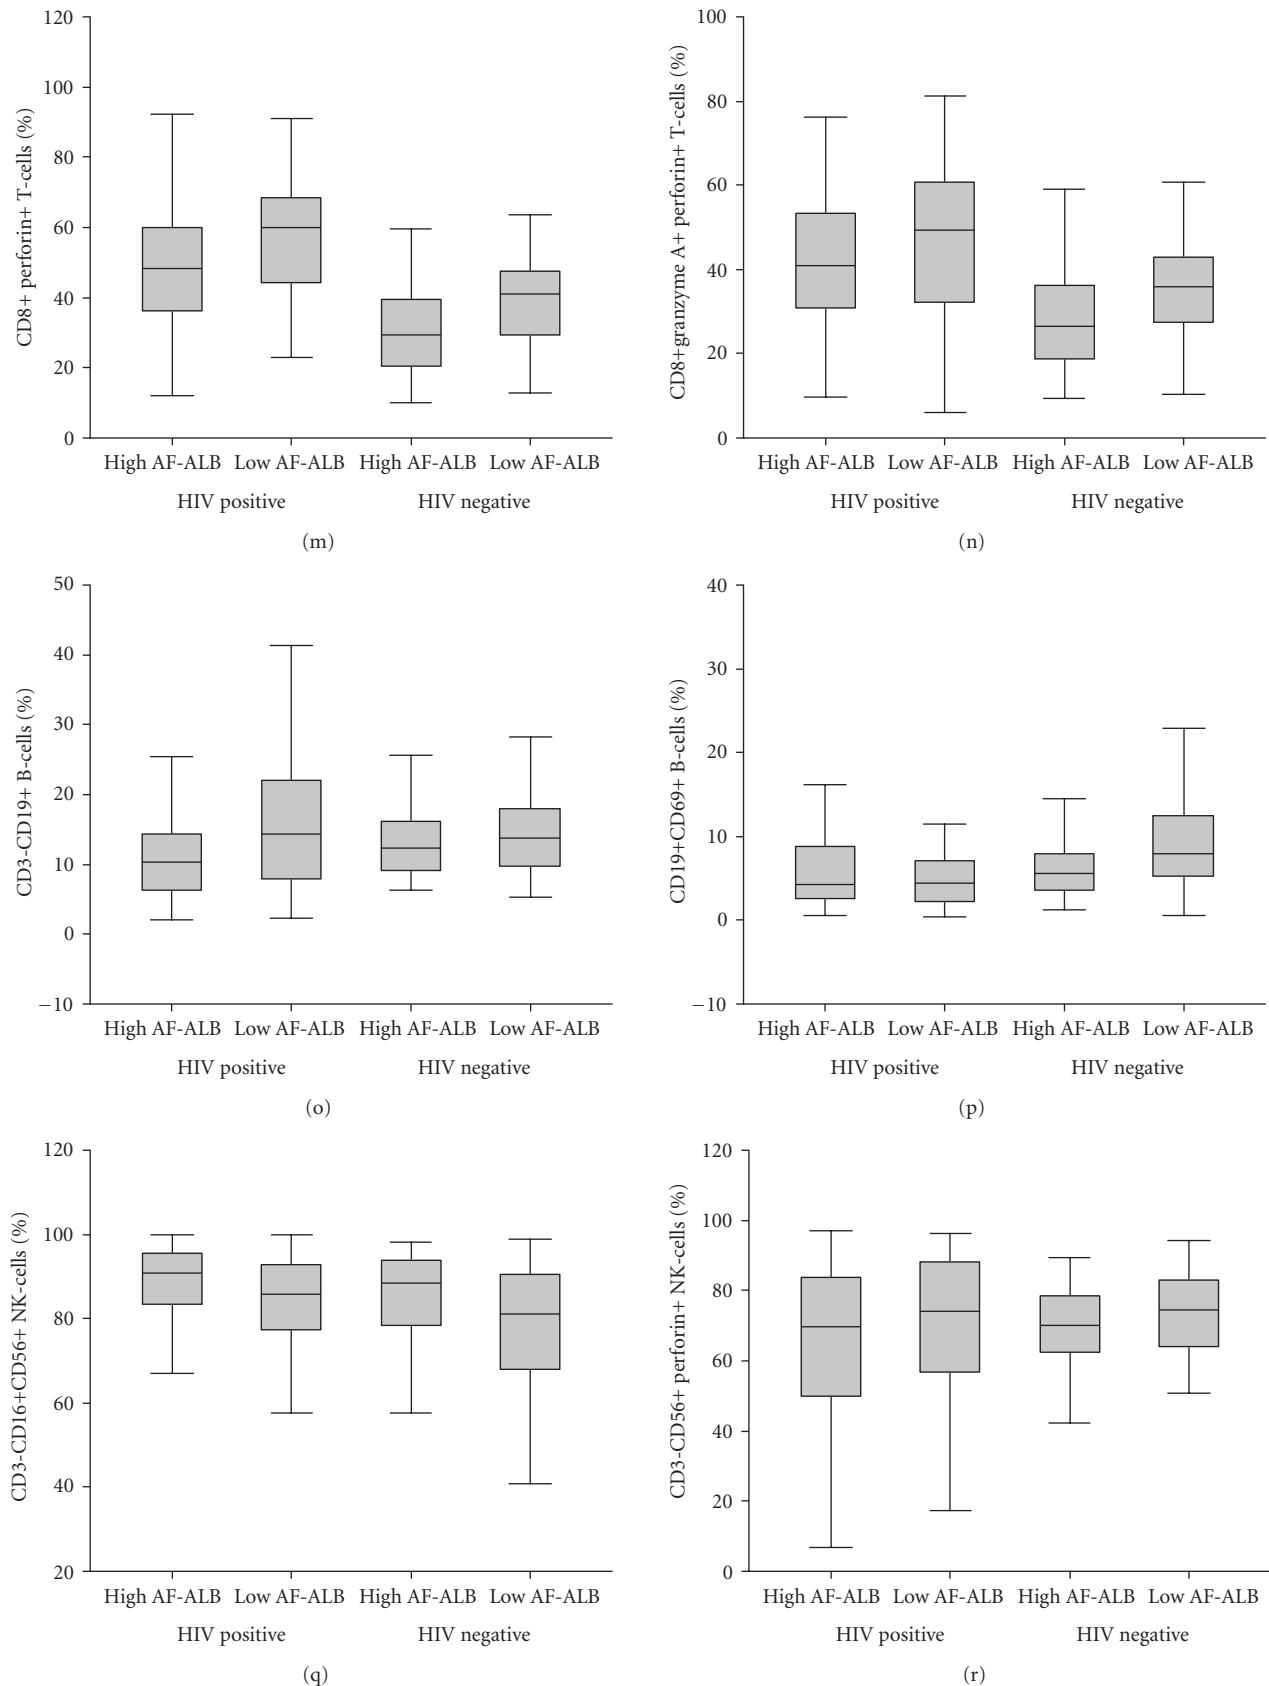 CD8+ perforin+ T-cells (%)
120
100
80
60
40
20
0
High AF-ALB Low AF-ALB High AF-ALB Low AF-ALB
HIV positive HIV negative
(m)
CD8+granzyme A+ perforin+ T-cells (%)
100
80
60
40
20
0
High AF-ALB Low AF-ALB High AF-ALB Low AF-ALB
HIV positive HIV negative
(n)
CD3-CD19+ B-cells (%)
50
40
30
20
10
0
−10
High AF-ALB Low AF-ALB High AF-ALB Low AF-ALB
HIV positive HIV negative
(o)
CD19+CD69+ B-cells (%)
40
30
20
10
0
−10
High AF-ALB Low AF-ALB High AF-ALB Low AF-ALB
HIV positive HIV negative
(p)
CD3-CD16+CD56+ NK-cells (%)
120
100
80
60
40
20
High AF-ALB Low AF-ALB High AF-ALB Low AF-ALB
HIV positive HIV negative
(q)
CD3-CD56+ perforin+ NK-cells (%)
120
100
80
60
40
20
0
High AF-ALB Low AF-ALB High AF-ALB Low AF-ALB
HIV positive HIV negative
(r)